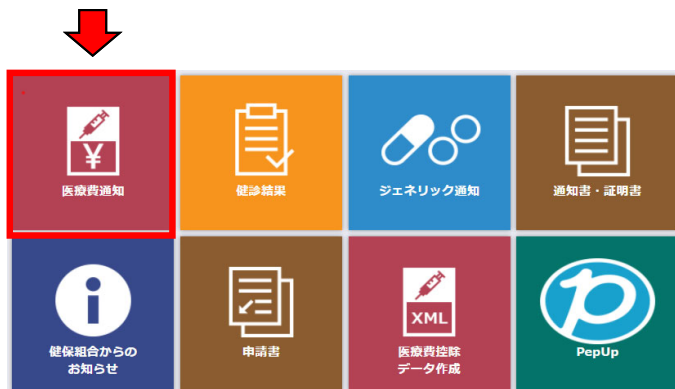 ¥
医療費通知
健診結果
ジェネリック通知
通知書・証明書
i
健保組合からの
お知らせ
申請書
XML
医療費控除
データ作成
p
PepUp